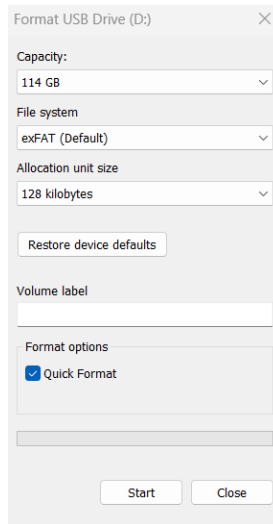 Format USB Drive (D:)
Capacity:
114 GB
File system
exFAT (Default)
Allocation unit size
128 kilobytes
Restore device defaults
Volume label
Format options
Quick Format
Start Close